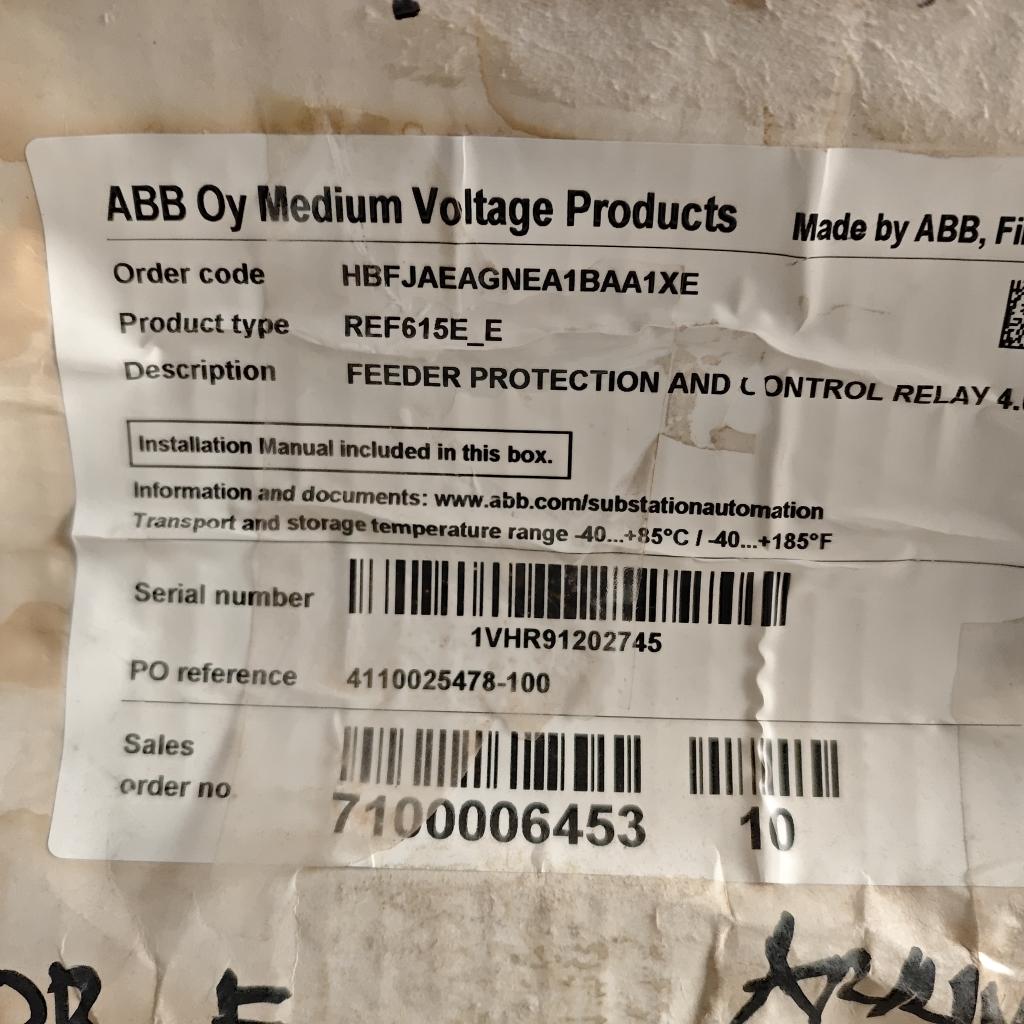 ABB Oy Medium Voltage Products
Made by ABB, Fi
Order code HBFJAEAGNEA1BAA1XE
Product type REF615E_E
Description FEEDER PROTECTION AND CONTROL RELAY 4.
Installation Manual included in this box.
Information and documents: www.abb.com/substationautomation
Transport and storage temperature range -40...+85°C / -40...+185°F
Serial number
1VHR91202745
PO reference 4110025478-100
Sales
order no
7100006453 10